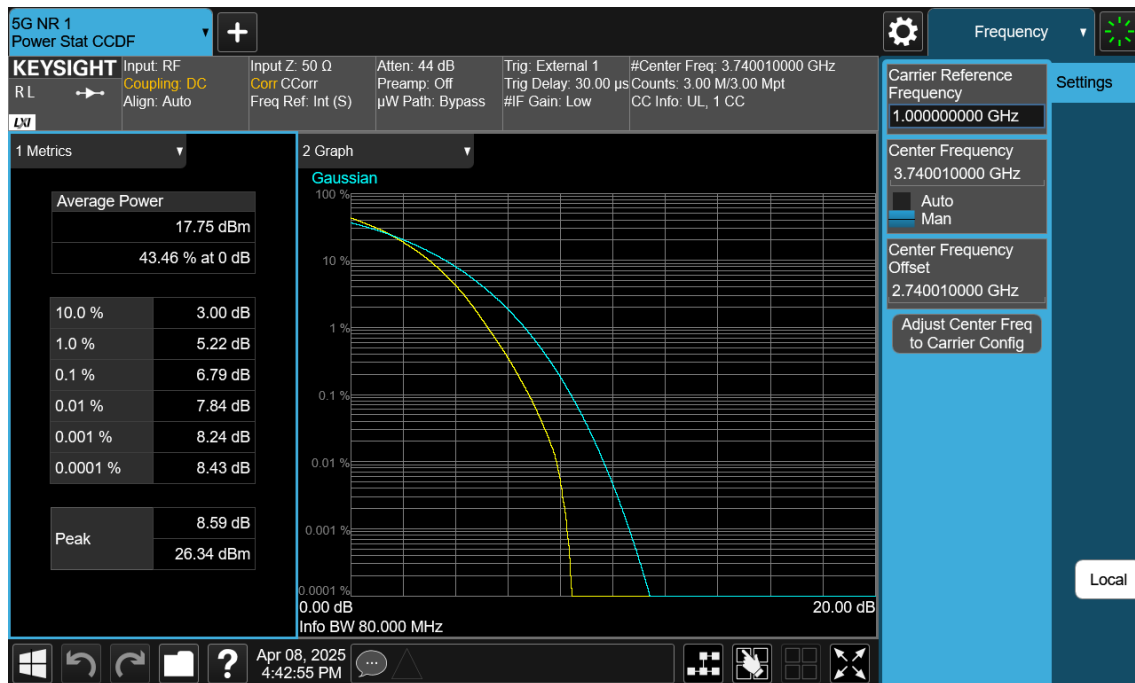 5G NR 1
Power Stat CCDF
Frequency
KEYSIGHT
R L
LXI
Input: RF
Coupling: DC
Align: Auto
Input Z: 50 Ω
Corr CCorr
Freq Ref: Int (S)
Atten: 44 dB
Preamp: Off
µW Path: Bypass
Trig: External 1
Trig Delay: 30.00 µs
#IF Gain: Low
#Center Freq: 3.740010000 GHz
Counts: 3.00 M/3.00 Mpt
CC Info: UL, 1 CC
1 Metrics
Average Power
17.75 dBm
43.46 % at 0 dB
10.0 % 3.00 dB
1.0 % 5.22 dB
0.1 % 6.79 dB
0.01 % 7.84 dB
0.001 % 8.24 dB
0.0001 % 8.43 dB
Peak
8.59 dB
26.34 dBm
2 Graph
Gaussian
100 %
10 %
1 %
0.1 %
0.01 %
0.001 %
0.0001 %
0.00 dB 20.00 dB
Info BW 80.000 MHz
Carrier Reference
Frequency
1.000000000 GHz
Center Frequency
3.740010000 GHz
Auto
Man
Center Frequency
Offset
2.740010000 GHz
Adjust Center Freq
to Carrier Config
Settings
Local
?
Apr 08, 2025
4:42:55 PM